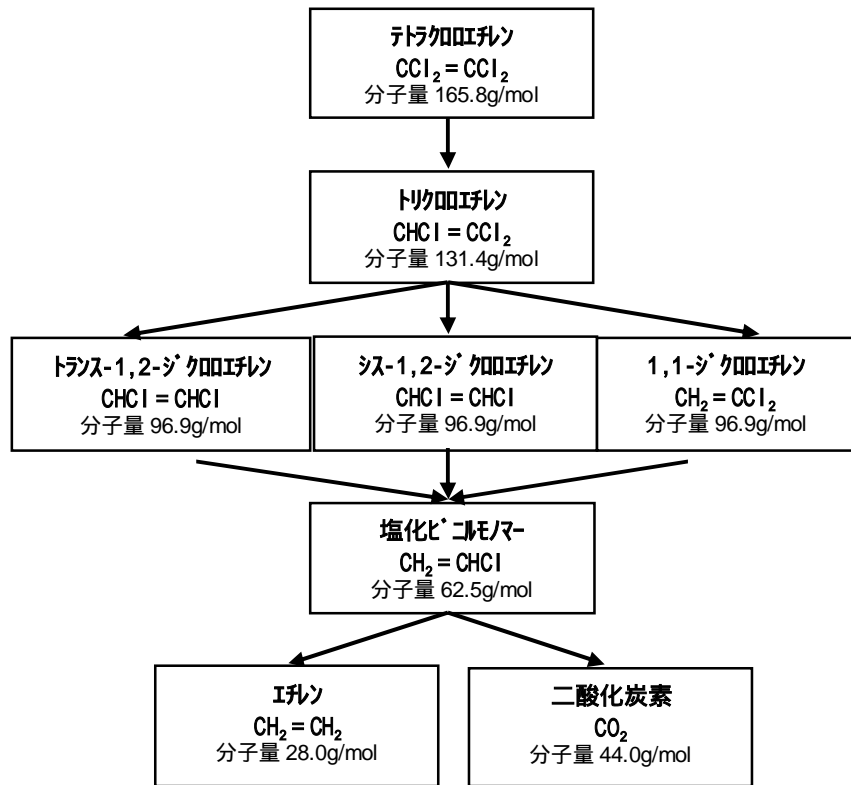 テトラクロロエチレン
CCl₂＝CCl₂
分子量 165.8g/mol
トリクロロエチレン
CHCl＝CCl₂
分子量 131.4g/mol
トランス-1,2-ジクロロエチレン
CHCl＝CHCl
分子量 96.9g/mol
シス-1,2-ジクロロエチレン
CHCl＝CHCl
分子量 96.9g/mol
1,1-ジクロロエチレン
CH₂＝CCl₂
分子量 96.9g/mol
塩化ビニルモノマー
CH₂＝CHCl
分子量 62.5g/mol
エチレン
CH₂＝CH₂
分子量 28.0g/mol
二酸化炭素
CO₂
分子量 44.0g/mol